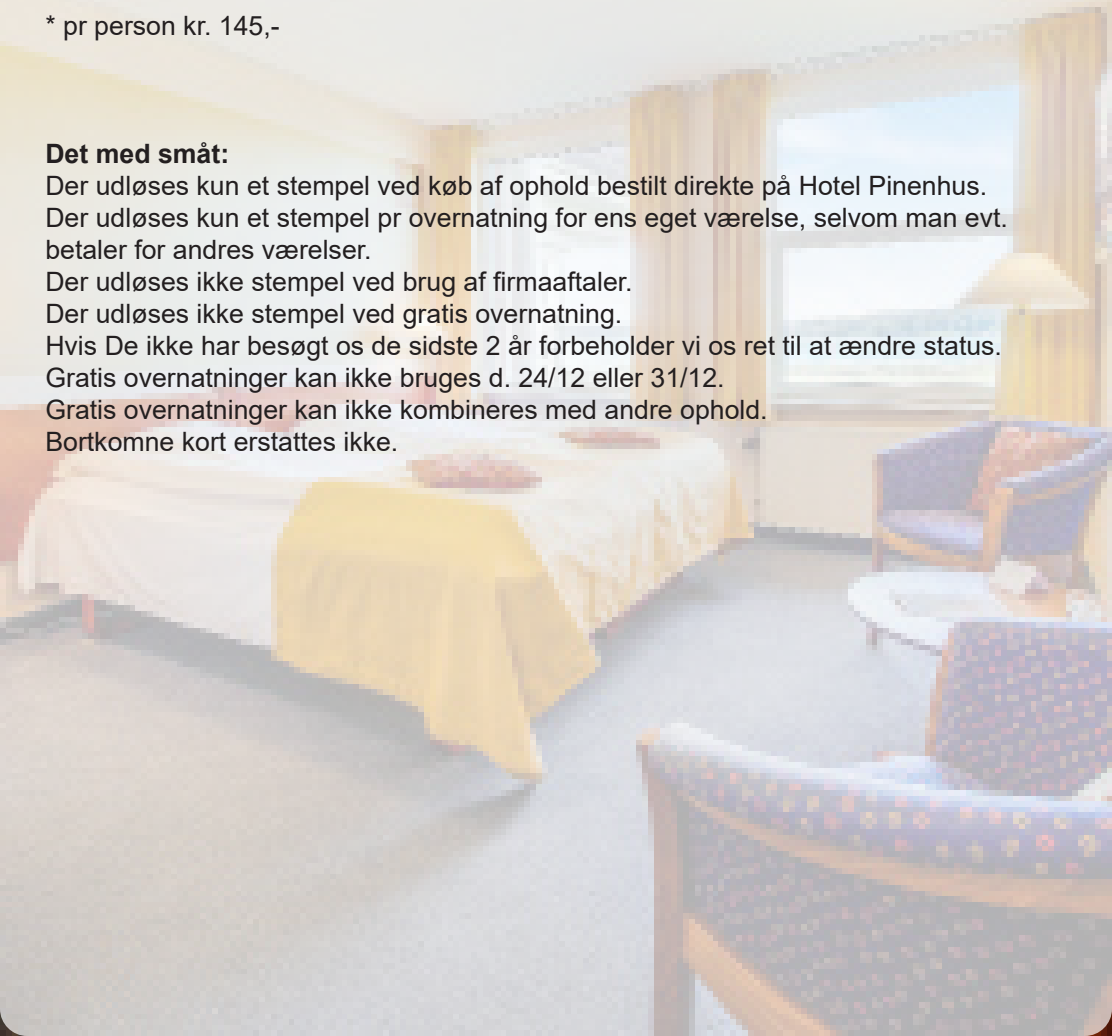 * pr person kr. 145,-
Det med småt:
Der udløses kun et stempel ved køb af ophold bestilt direkte på Hotel Pinenhus.
Der udløses kun et stempel pr overnatning for ens eget værelse, selvom man evt.
betaler for andres værelser.
Der udløses ikke stempel ved brug af firmaaftaler.
Der udløses ikke stempel ved gratis overnatning.
Hvis De ikke har besøgt os de sidste 2 år forbeholder vi os ret til at ændre status.
Gratis overnatninger kan ikke bruges d. 24/12 eller 31/12.
Gratis overnatninger kan ikke kombineres med andre ophold.
Bortkomne kort erstattes ikke.